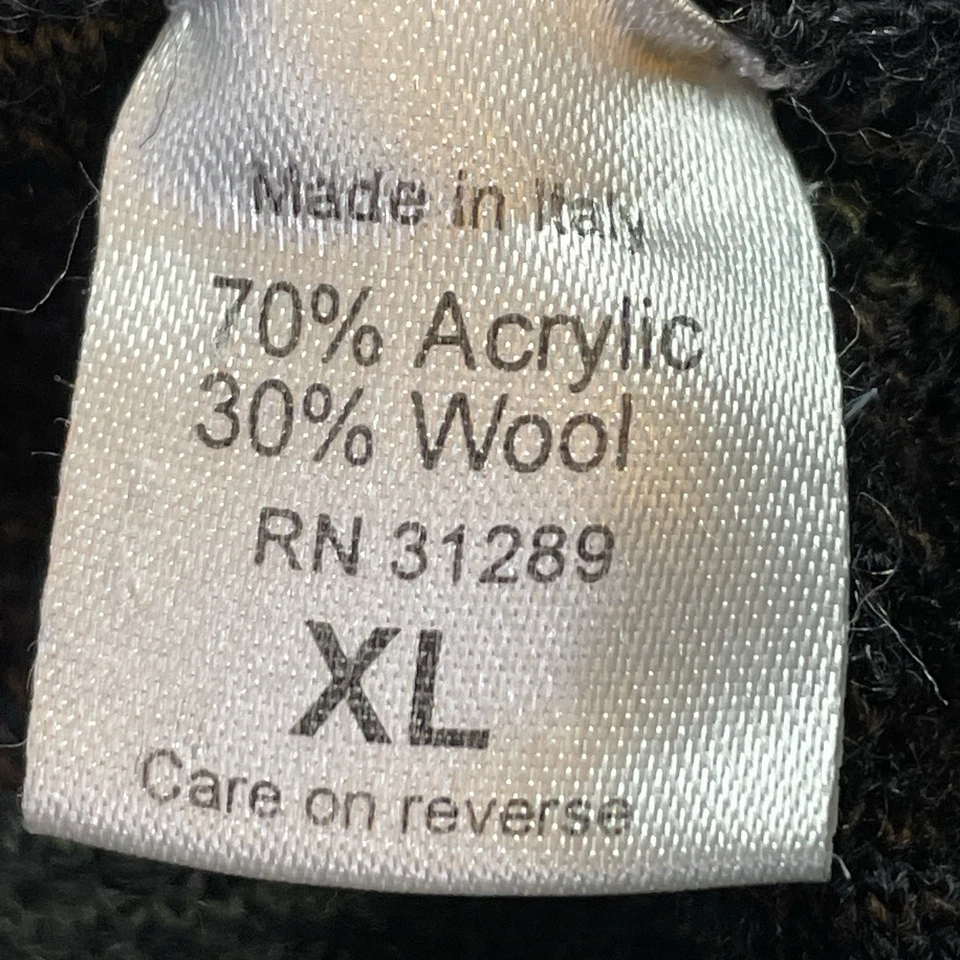 Made in Italy
70% Acrylic
30% Wool
RN 31289
XL
Care on reverse